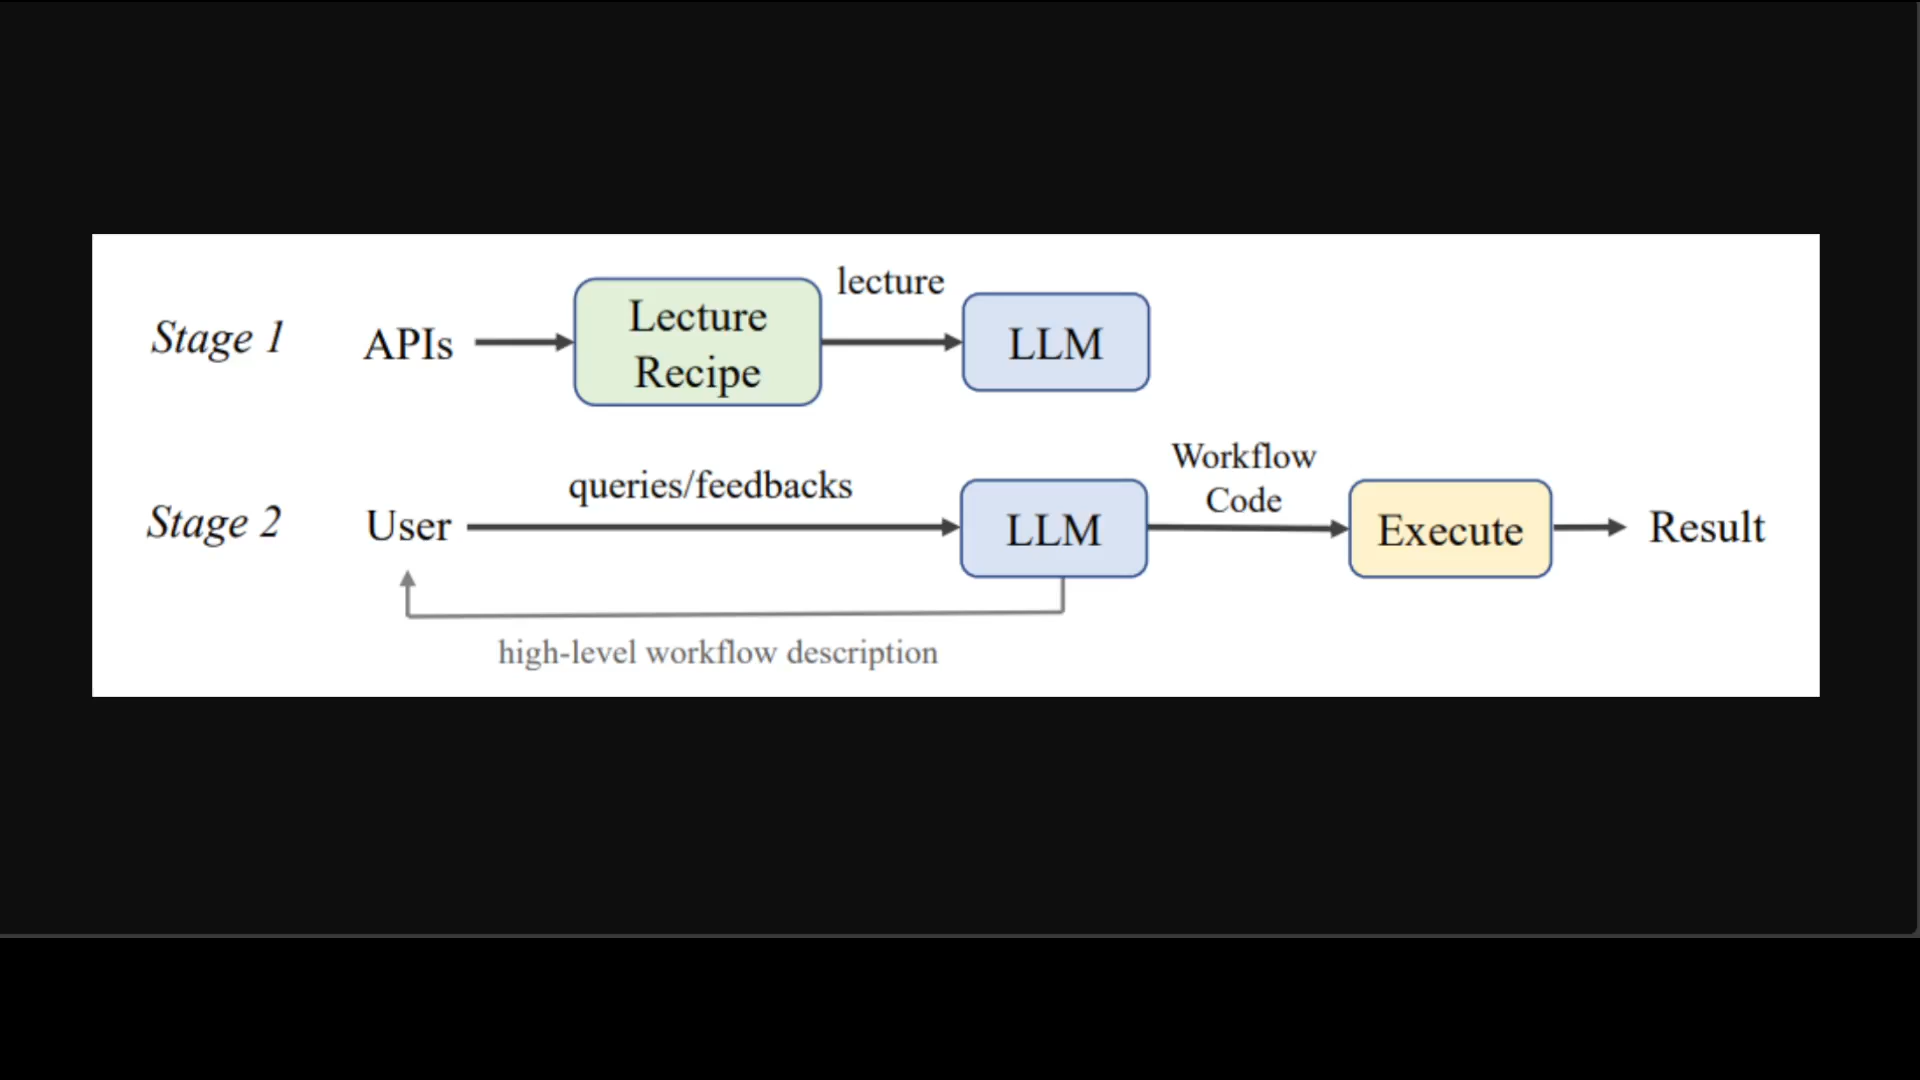 Stage 1
APIs
Lecture
Recipe
lecture
LLM
Stage 2
User
queries/feedbacks
LLM
Workflow
Code
Execute
Result
high-level workflow description